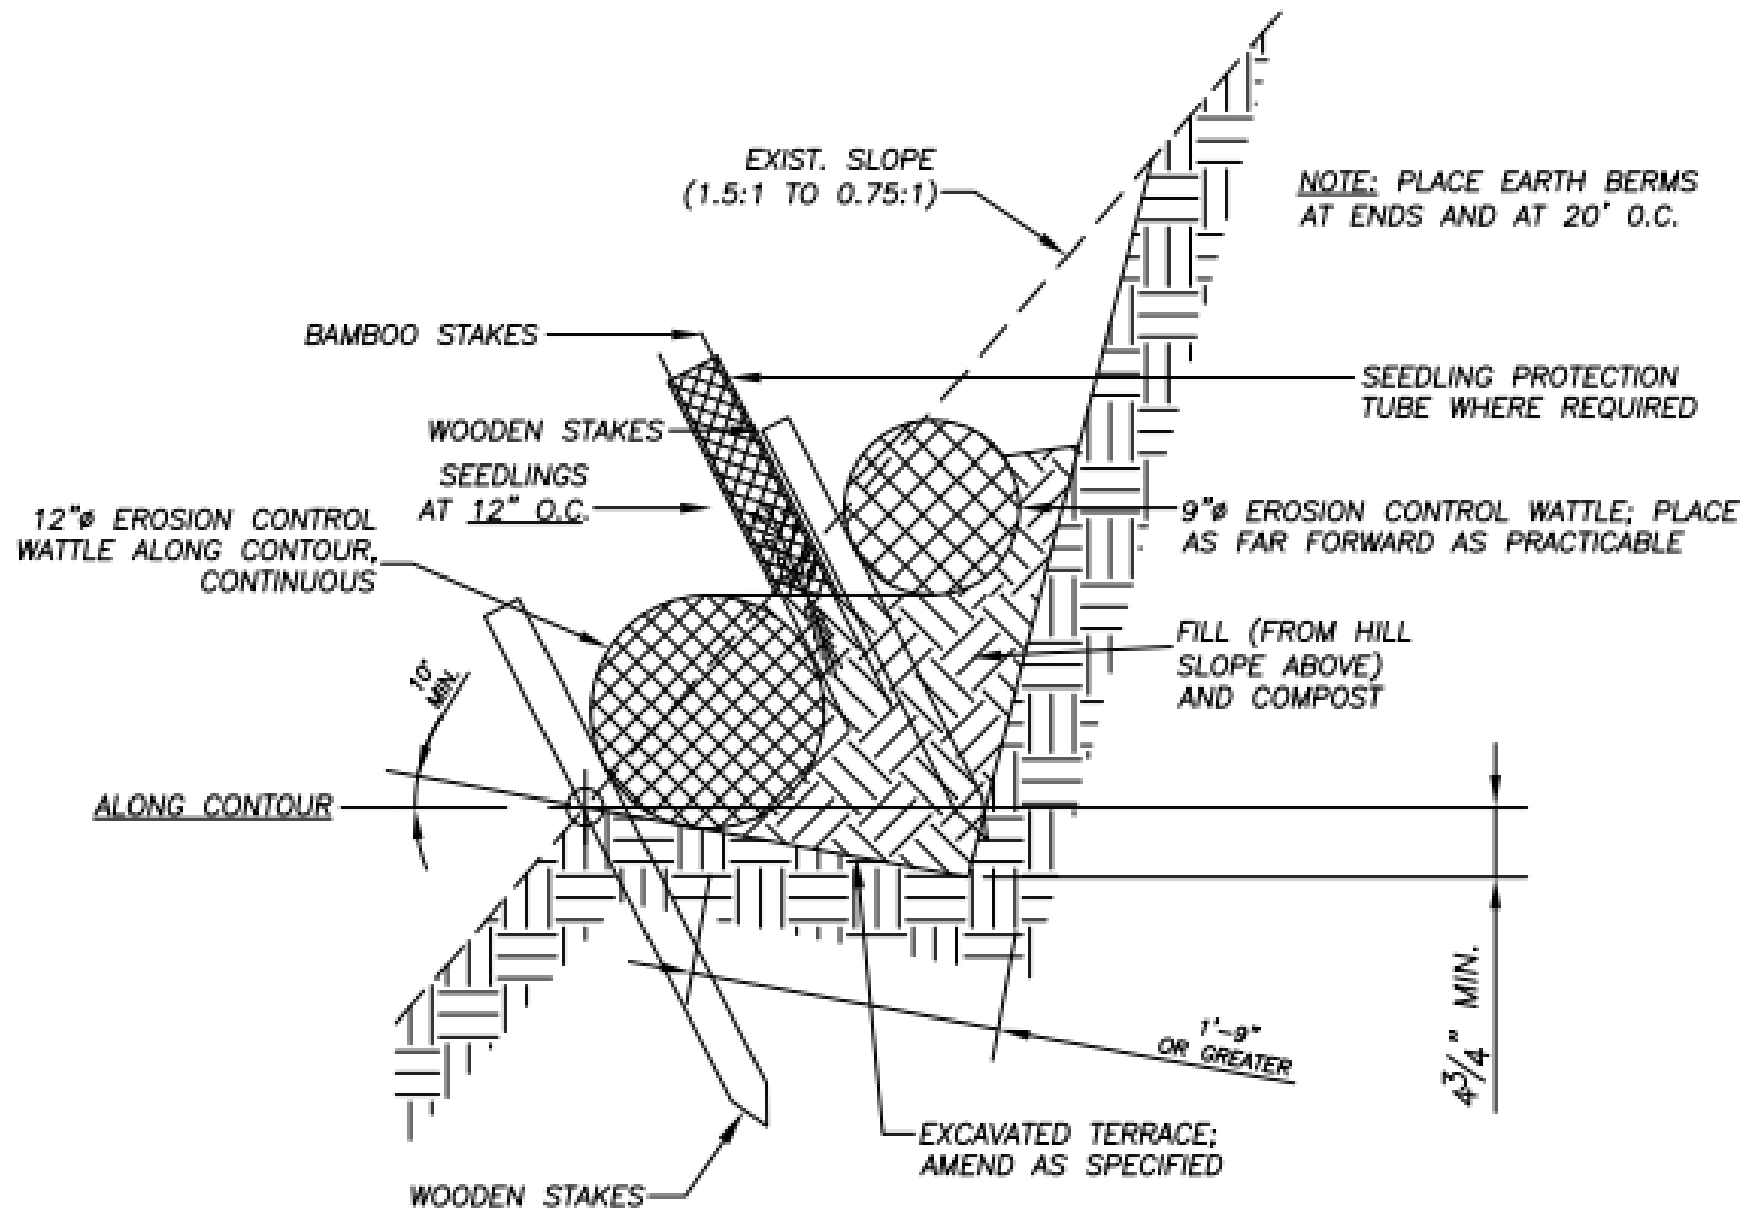 EXIST. SLOPE
(1.5:1 TO 0.75:1)
NOTE: PLACE EARTH BERMS
AT ENDS AND AT 20' O.C.
BAMBOO STAKES
SEEDLING PROTECTION
TUBE WHERE REQUIRED
WOODEN STAKES
SEEDLINGS
AT 12" O.C.
12"ø EROSION CONTROL
WATTLE ALONG CONTOUR,
CONTINUOUS
9"ø EROSION CONTROL WATTLE; PLACE
AS FAR FORWARD AS PRACTICABLE
FILL (FROM HILL
SLOPE ABOVE)
AND COMPOST
10°
MIN.
ALONG CONTOUR
4 3/4" MIN.
1'-9"
OR GREATER
EXCAVATED TERRACE;
AMEND AS SPECIFIED
WOODEN STAKES